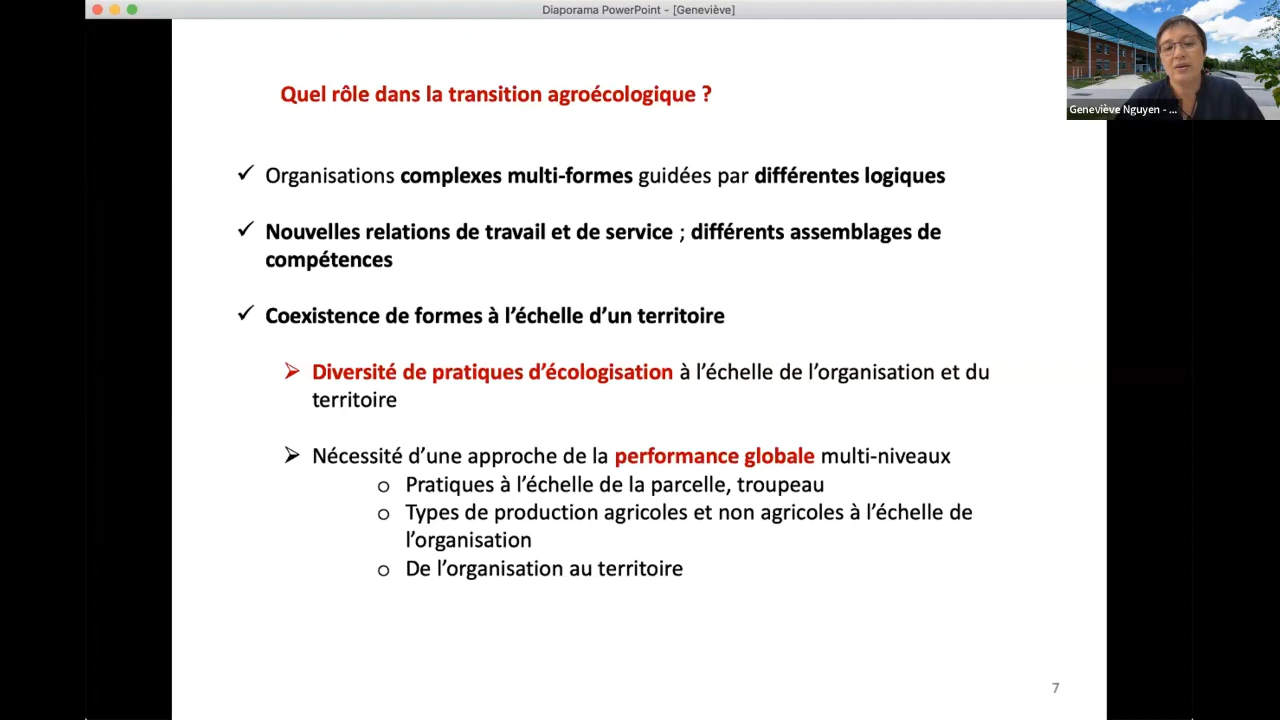 Diaporama PowerPoint - [Geneviève]
Geneviève Nguyen - ...
Quel rôle dans la transition agroécologique ?
✓ Organisations complexes multi-formes guidées par différentes logiques
✓ Nouvelles relations de travail et de service ; différents assemblages de
compétences
✓ Coexistence de formes à l’échelle d’un territoire
➢ Diversité de pratiques d’écologisation à l’échelle de l’organisation et du
territoire
➢ Nécessité d’une approche de la performance globale multi-niveaux
o Pratiques à l’échelle de la parcelle, troupeau
o Types de production agricoles et non agricoles à l’échelle de
l’organisation
o De l’organisation au territoire
7